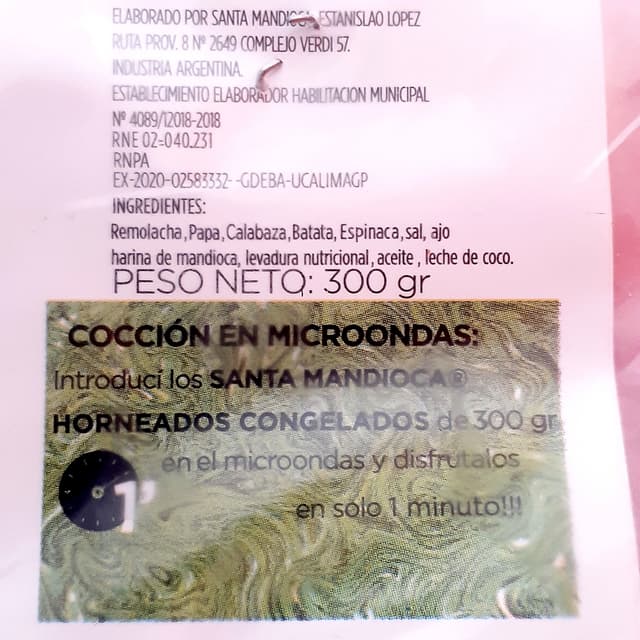 ELABORADO POR SANTA MANDIOCA, ESTANISLAO LOPEZ
RUTA PROV. 8 Nº 2649 COMPLEJO VERDI 57.
INDUSTRIA ARGENTINA.
ESTABLECIMIENTO ELABORADOR HABILITACION MUNICIPAL
Nº 4089/12018-2018
RNE 02-040.231
RNPA
EX-2020-02583332- -GDEBA-UCALIMAGP
INGREDIENTES:
Remolacha,Papa,Calabaza,Batata, Espinaca,sal, ajo
harina de mandioca, levadura nutricional, aceite , leche de coco.
PESO NETO: 300 gr
COCCIÓN EN MICROONDAS:
Introducí los SANTA MANDIOCA®
HORNEADOS CONGELADOS de 300 gr
en el microondas y disfrutalos
1'
en solo 1 minuto!!!